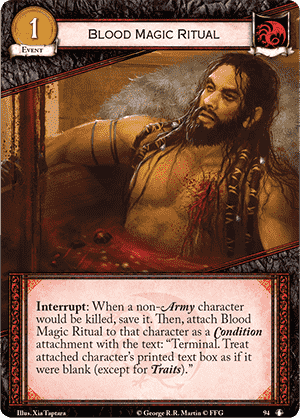 1
Event
Blood Magic Ritual
Interrupt: When a non-Army character
would be killed, save it. Then, attach Blood
Magic Ritual to that character as a Condition
attachment with the text: “Terminal. Treat
attached character’s printed text box as if it
were blank (except for Traits).”
Illus. Xia Taptara
© George R.R. Martin © FFG
94